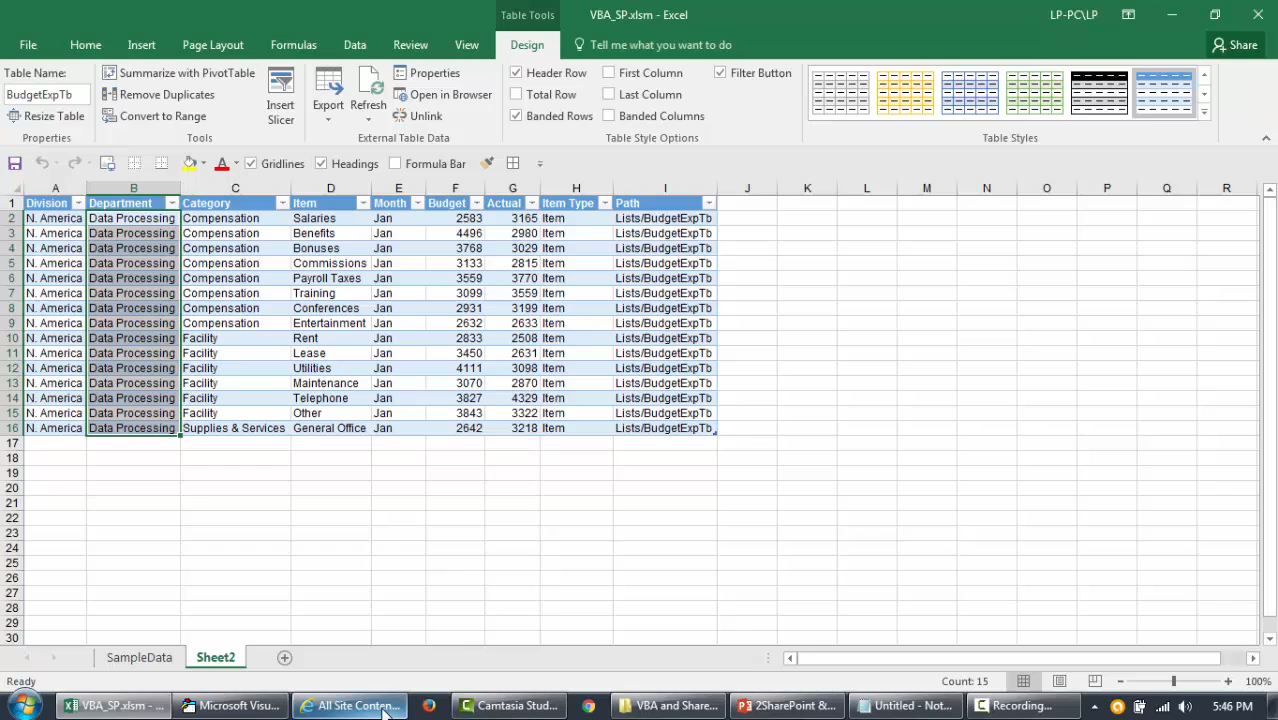 Table Tools
VBA_SP.xlsm - Excel
LP-PC\LP
File Home Insert Page Layout Formulas Data Review View Design Tell me what you want to do Share
Table Name:
BudgetExpTb
Resize Table
Properties
Summarize with PivotTable
Remove Duplicates
Convert to Range
Insert
Slicer
Tools
Export
Refresh
Properties
Open in Browser
Unlink
External Table Data
Header Row First Column Filter Button
Total Row Last Column
Banded Rows Banded Columns
Table Style Options
Table Styles
Gridlines Headings Formula Bar
A B C D E F G H I J K L M N O P Q R
1 Division Department Category Item Month Budget Actual Item Type Path
2 N. America Data Processing Compensation Salaries Jan 2583 3165 Item Lists/BudgetExpTb
3 N. America Data Processing Compensation Benefits Jan 4496 2980 Item Lists/BudgetExpTb
4 N. America Data Processing Compensation Bonuses Jan 3768 3029 Item Lists/BudgetExpTb
5 N. America Data Processing Compensation Commissions Jan 3133 2815 Item Lists/BudgetExpTb
6 N. America Data Processing Compensation Payroll Taxes Jan 3559 3770 Item Lists/BudgetExpTb
7 N. America Data Processing Compensation Training Jan 3099 3559 Item Lists/BudgetExpTb
8 N. America Data Processing Compensation Conferences Jan 2931 3199 Item Lists/BudgetExpTb
9 N. America Data Processing Compensation Entertainment Jan 2632 2633 Item Lists/BudgetExpTb
10 N. America Data Processing Facility Rent Jan 2833 2508 Item Lists/BudgetExpTb
11 N. America Data Processing Facility Lease Jan 3450 2631 Item Lists/BudgetExpTb
12 N. America Data Processing Facility Utilities Jan 4111 3098 Item Lists/BudgetExpTb
13 N. America Data Processing Facility Maintenance Jan 3070 2870 Item Lists/BudgetExpTb
14 N. America Data Processing Facility Telephone Jan 3827 4329 Item Lists/BudgetExpTb
15 N. America Data Processing Facility Other Jan 3843 3322 Item Lists/BudgetExpTb
16 N. America Data Processing Supplies & Services General Office Jan 2642 3218 Item Lists/BudgetExpTb
17
18
19
20
21
22
23
24
25
26
27
28
29
30
SampleData Sheet2
Ready Count: 15 100%
VBA_SP.xlsm - ... Microsoft Visu... All Site Conten... Camtasia Stud... VBA and Share... 2SharePoint &... Untitled - Not... Recording... 5:46 PM